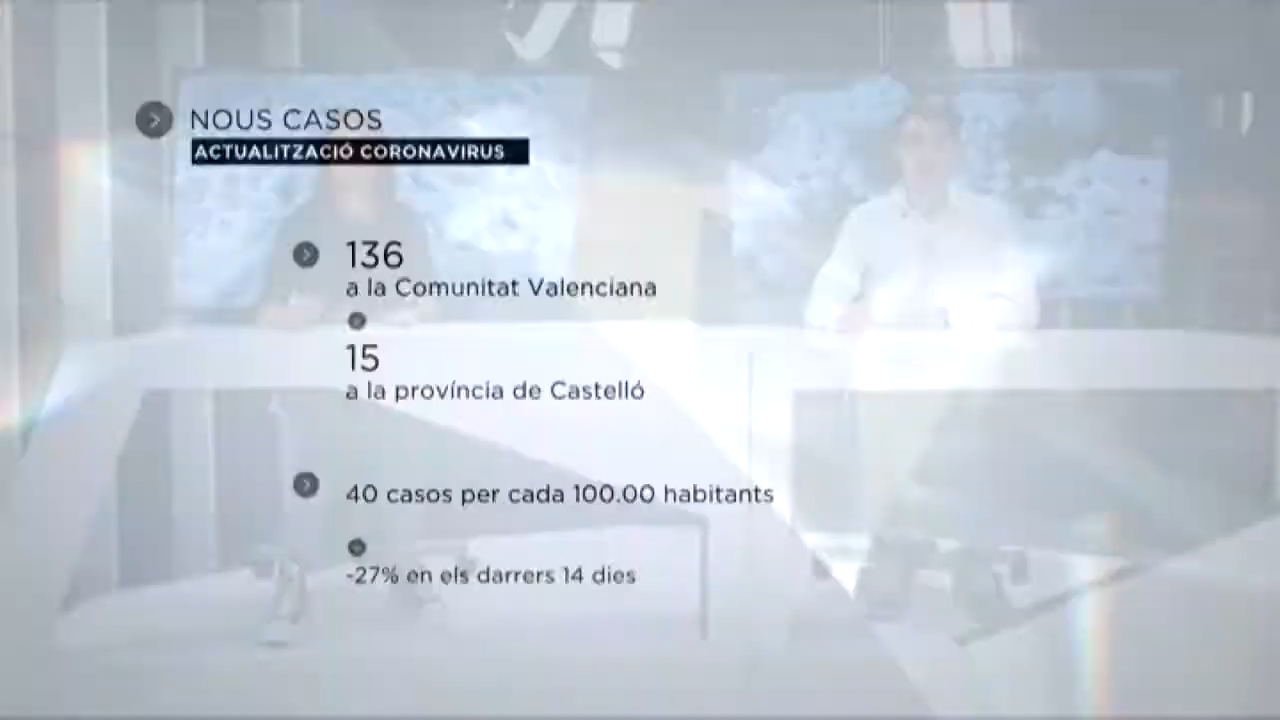 NOUS CASOS
ACTUALITZACIÓ CORONAVIRUS
136
a la Comunitat Valenciana
15
a la província de Castelló
40 casos per cada 100.00 habitants
-27% en els darrers 14 dies